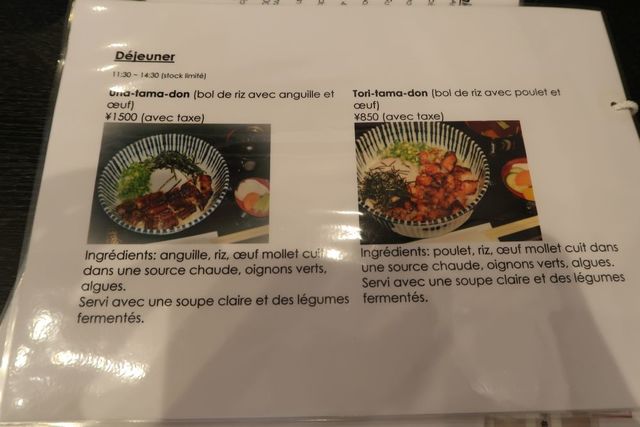 Déjeuner
11:30 ~ 14:30 (stock limité)
Una-tama-don (bol de riz avec anguille et
œuf)
¥1500 (avec taxe)
Ingrédients: anguille, riz, œuf mollet cuit
dans une source chaude, oignons verts,
algues.
Servi avec une soupe claire et des légumes
fermentés.
Tori-tama-don (bol de riz avec poulet et
œuf)
¥850 (avec taxe)
Ingrédients: poulet, riz, œuf mollet cuit dans
une source chaude, oignons verts, algues.
Servi avec une soupe claire et des légumes
fermentés.